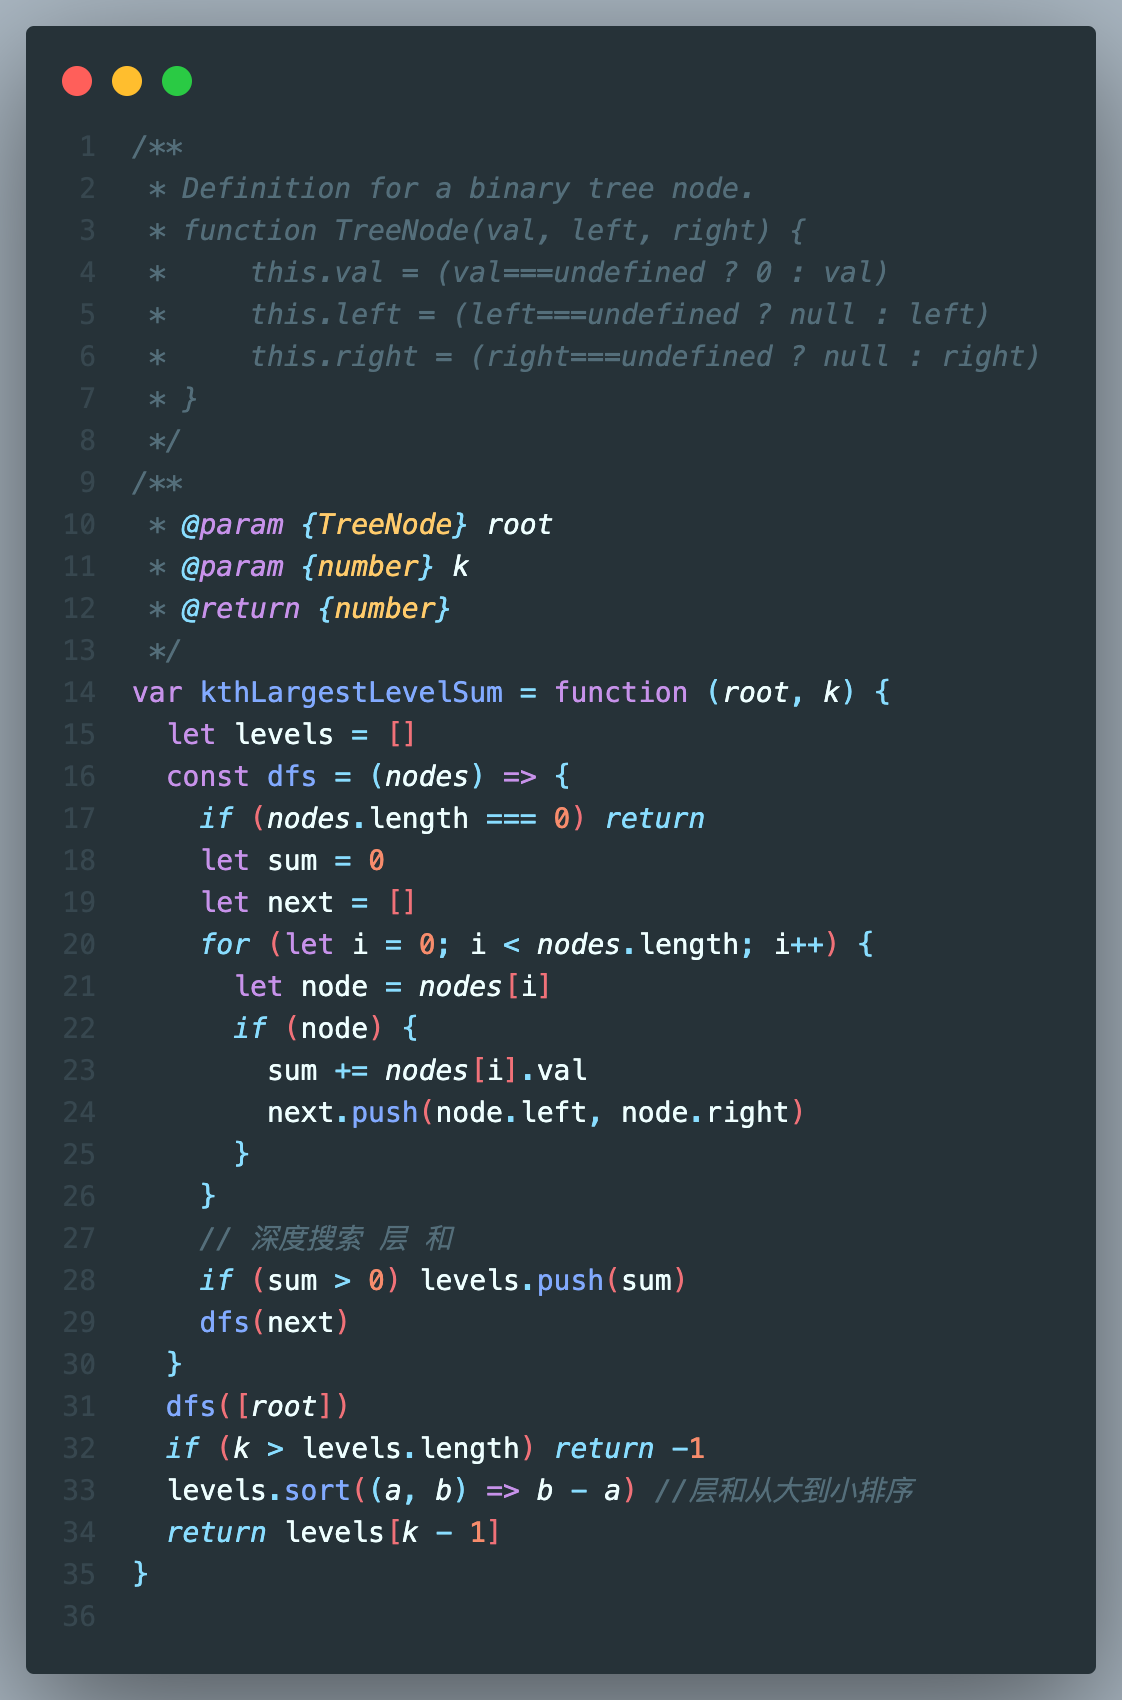 1 /**
2  * Definition for a binary tree node.
3  * function TreeNode(val, left, right) {
4  *     this.val = (val===undefined ? 0 : val)
5  *     this.left = (left===undefined ? null : left)
6  *     this.right = (right===undefined ? null : right)
7  * }
8  */
9 /**
10  * @param {TreeNode} root
11  * @param {number} k
12  * @return {number}
13  */
14 var kthLargestLevelSum = function (root, k) {
15   let levels = []
16   const dfs = (nodes) => {
17     if (nodes.length === 0) return
18     let sum = 0
19     let next = []
20     for (let i = 0; i < nodes.length; i++) {
21       let node = nodes[i]
22       if (node) {
23         sum += nodes[i].val
24         next.push(node.left, node.right)
25       }
26     }
27     // 深度搜索 层 和
28     if (sum > 0) levels.push(sum)
29     dfs(next)
30   }
31   dfs([root])
32   if (k > levels.length) return -1
33   levels.sort((a, b) => b - a) //层和从大到小排序
34   return levels[k - 1]
35 }
36